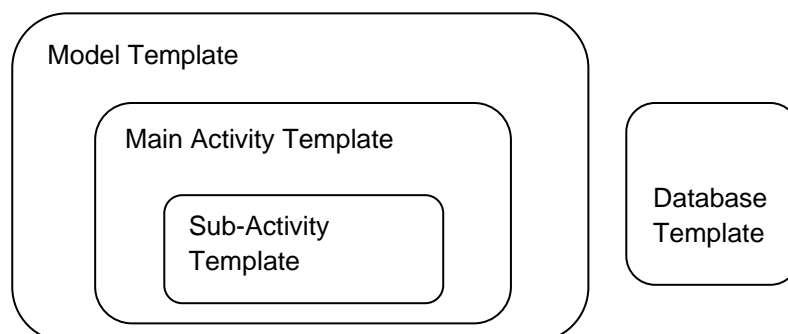 Model Template
Main Activity Template
Sub-Activity
Template
Database
Template